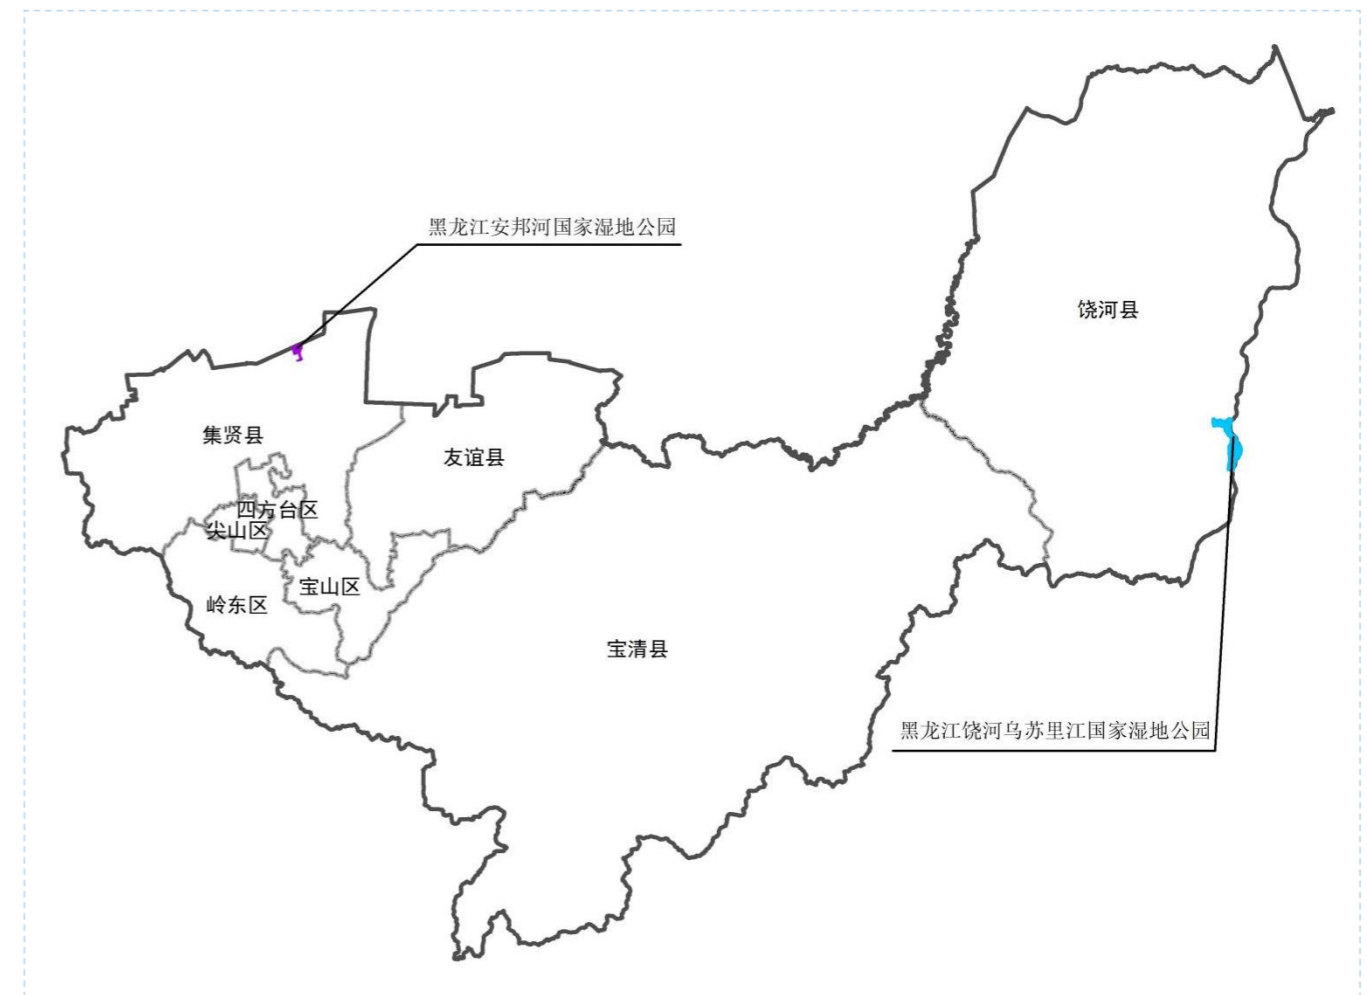 黑龙江安邦河国家湿地公园
饶河县
集贤县
友谊县
四方台区
尖山区
宝山区
岭东区
宝清县
黑龙江饶河乌苏里江国家湿地公园